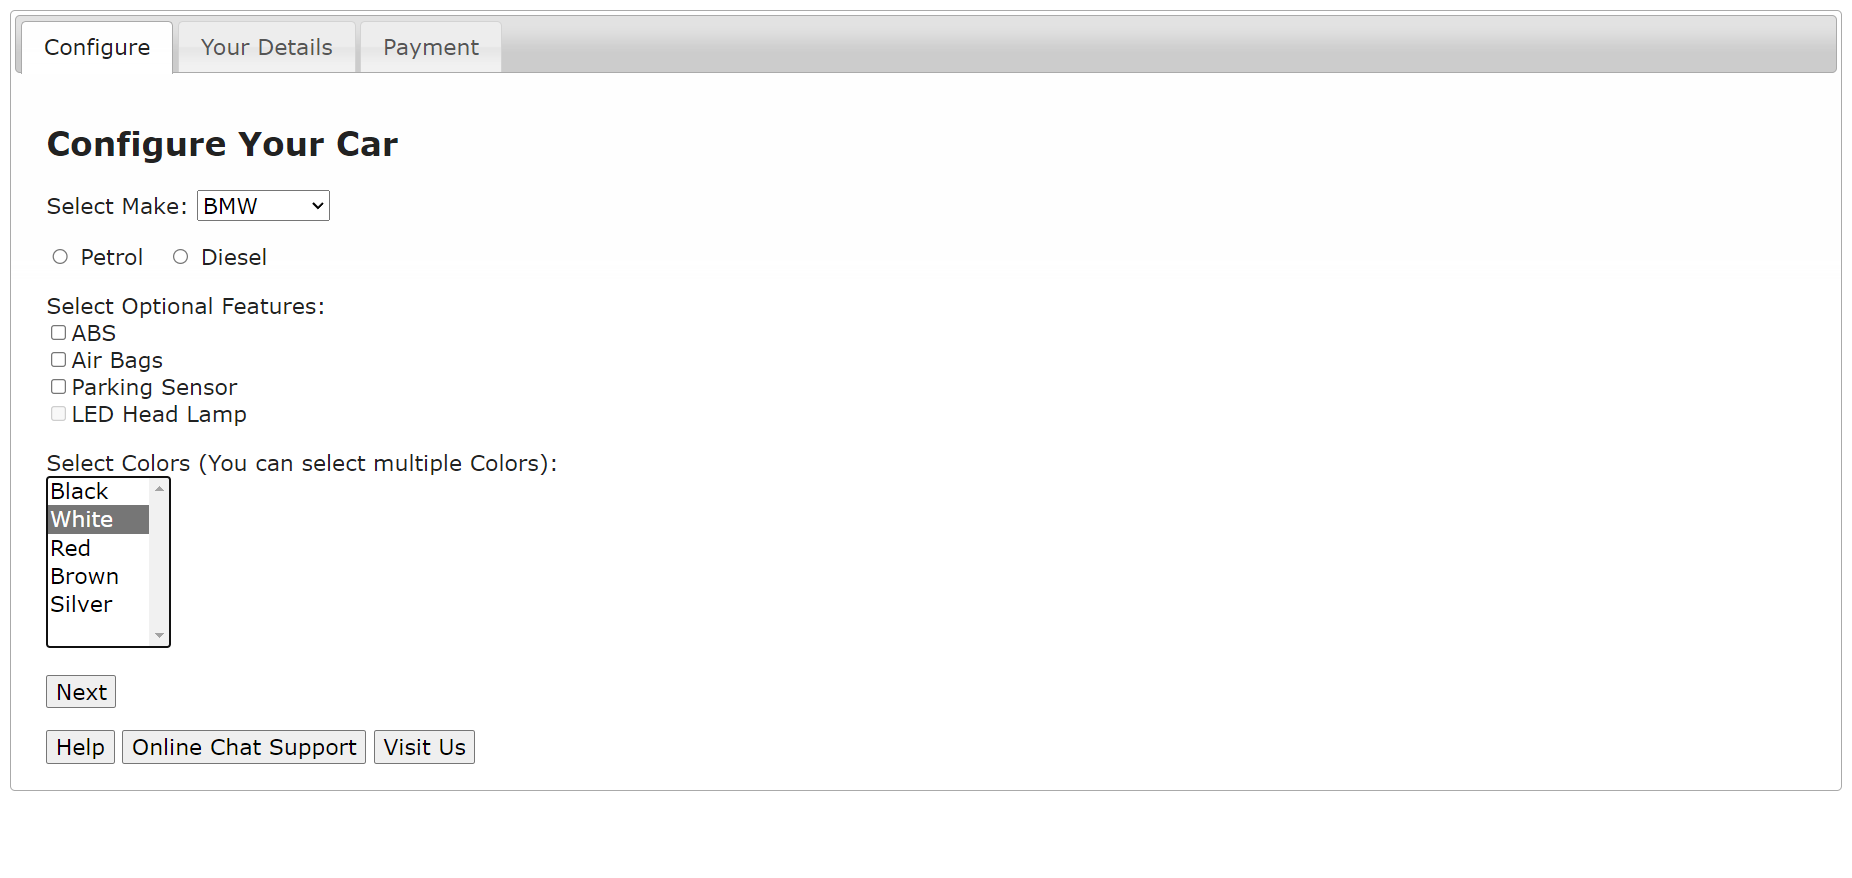 Configure Your Details Payment
Configure Your Car
Select Make: BMW
Petrol Diesel
Select Optional Features:
ABS
Air Bags
Parking Sensor
LED Head Lamp
Select Colors (You can select multiple Colors):
Black
White
Red
Brown
Silver
Next
Help Online Chat Support Visit Us